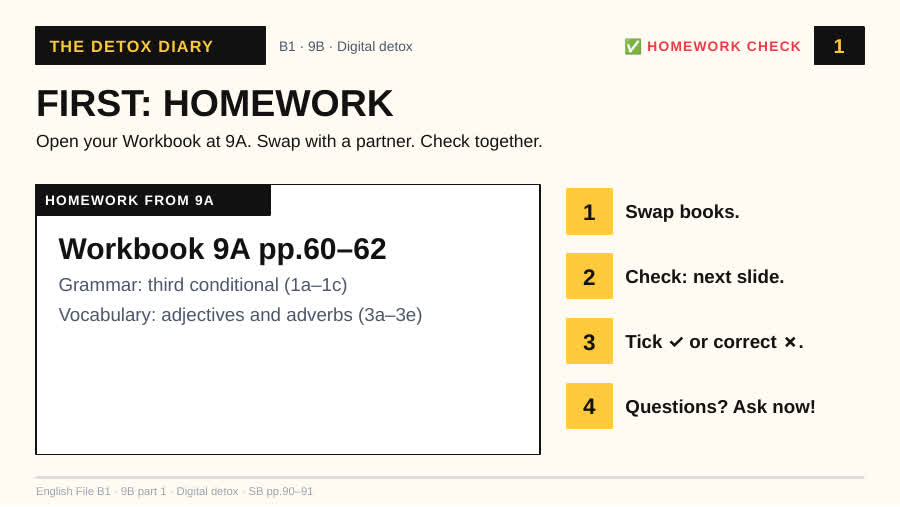 THE DETOX DIARY
B1 · 9B · Digital detox
✅ HOMEWORK CHECK
1
FIRST: HOMEWORK
Open your Workbook at 9A. Swap with a partner. Check together.
HOMEWORK FROM 9A
Workbook 9A pp.60–62
Grammar: third conditional (1a–1c)
Vocabulary: adjectives and adverbs (3a–3e)
1 Swap books.
2 Check: next slide.
3 Tick ✓ or correct ✗.
4 Questions? Ask now!
English File B1 · 9B part 1 · Digital detox · SB pp.90–91